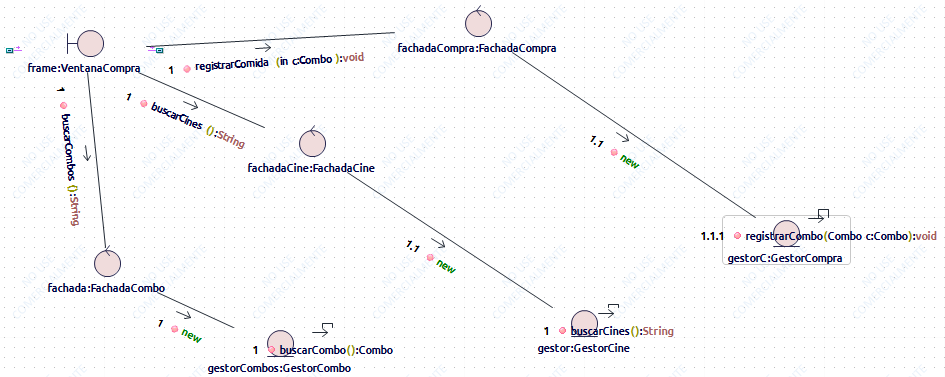 fachadaCompra:FachadaCompra
frame:VentanaCompra
1 registrarComida (in c:Combo ):void
1 buscarCines ():String
1 buscarCombos ():String
fachadaCine:FachadaCine
1.1 new
1.1.1 registrarCombo(Combo c:Combo):void
gestorC:GestorCompra
1.1 new
fachada:FachadaCombo
1 new
1 buscarCines():String
gestor:GestorCine
1 buscarCombo():Combo
gestorCombos:GestorCombo